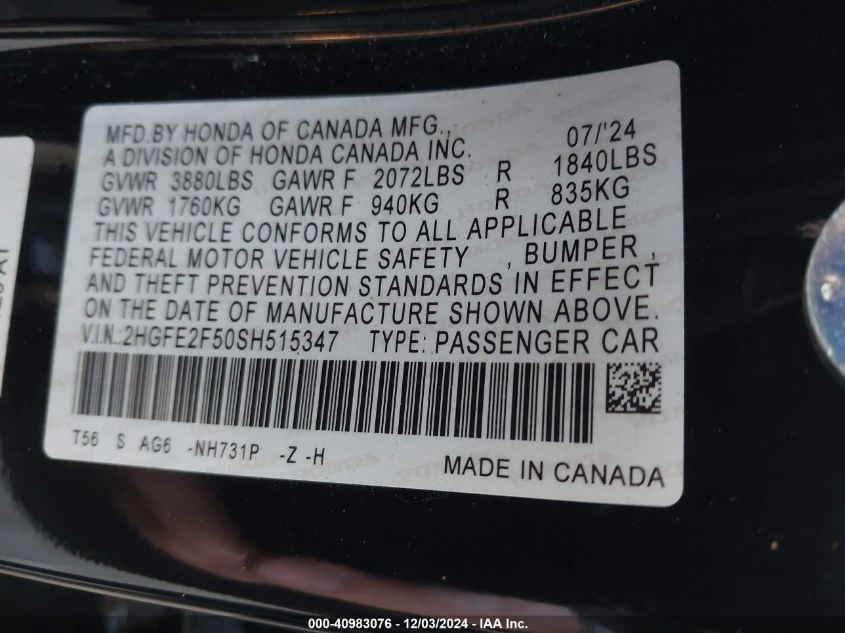 MFD.BY HONDA OF CANADA MFG., 07/'24
A DIVISION OF HONDA CANADA INC.
GVWR 3880LBS GAWR F 2072LBS R 1840LBS
GVWR 1760KG GAWR F 940KG R 835KG
THIS VEHICLE CONFORMS TO ALL APPLICABLE
FEDERAL MOTOR VEHICLE SAFETY , BUMPER ,
AND THEFT PREVENTION STANDARDS IN EFFECT
ON THE DATE OF MANUFACTURE SHOWN ABOVE.
V.I.N.:2HGFE2F50SH515347 TYPE: PASSENGER CAR
T56 S AG6 -NH731P -Z -H
MADE IN CANADA
000-40983076 - 12/03/2024 - IAA Inc.